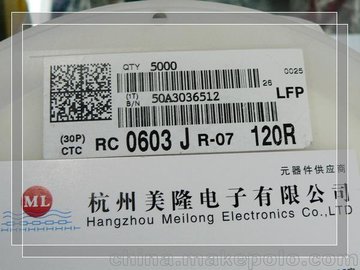 QTY 5000
26 0025
(1T)
B/N 50A3036512
LFP
(30P)
CTC RC 0603 J R-07 120R
元器件供应商
ML
杭州美隆电子有限公司
Hangzhou Meilong Electronics Co.,LTD
china.makepolo.com